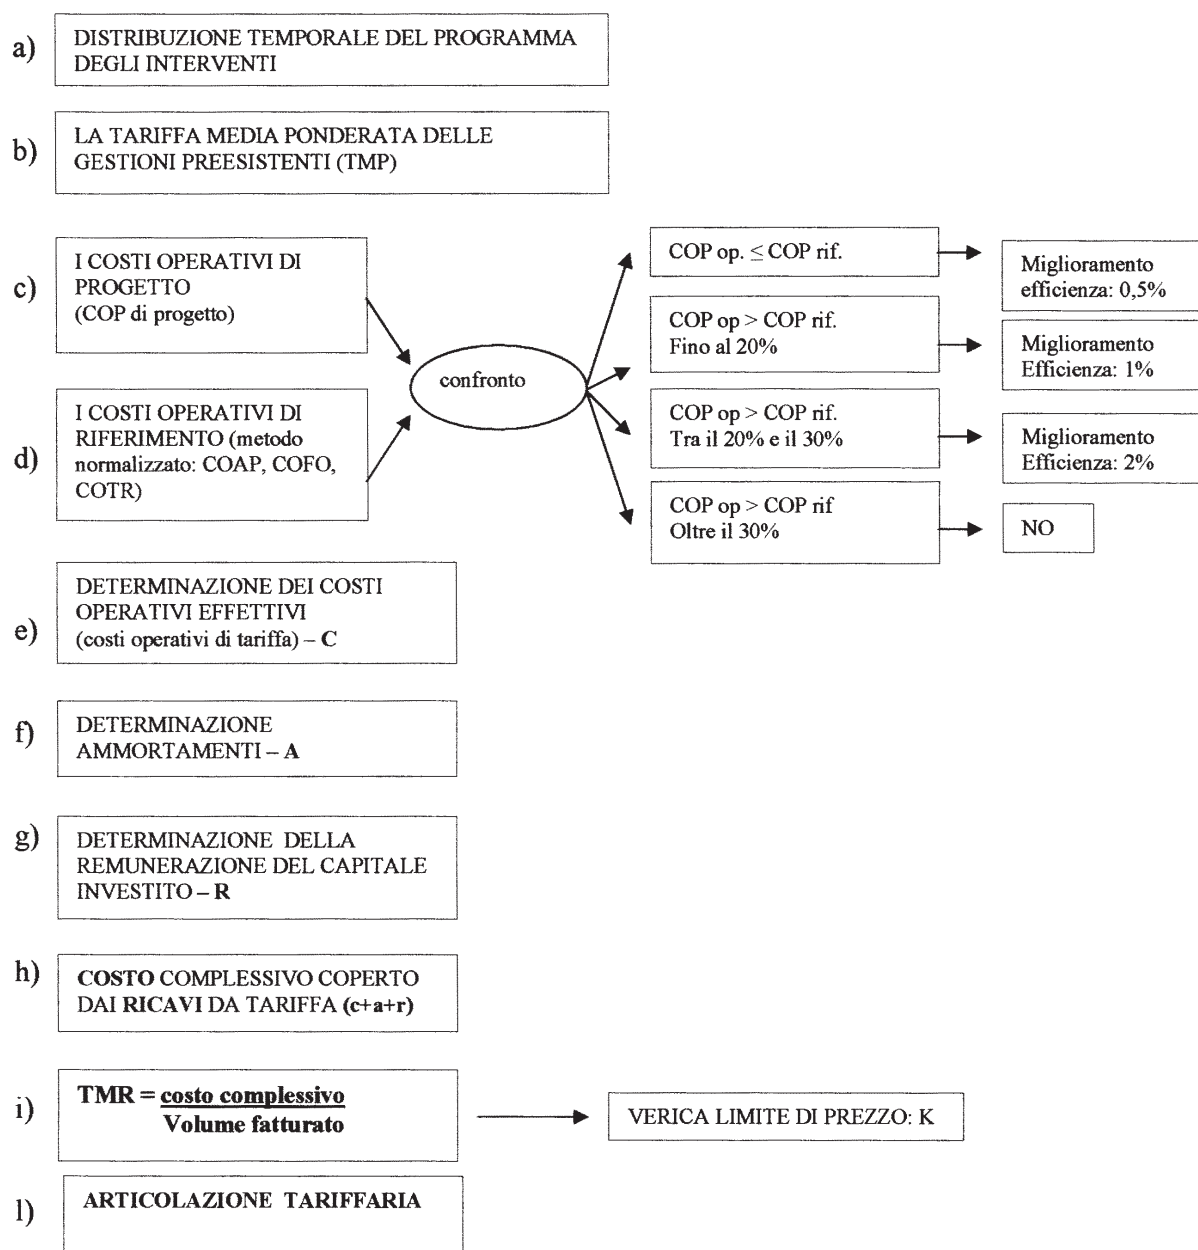 a)
DISTRIBUZIONE TEMPORALE DEL PROGRAMMA
DEGLI INTERVENTI
b)
LA TARIFFA MEDIA PONDERATA DELLE
GESTIONI PREESISTENTI (TMP)
c)
I COSTI OPERATIVI DI
PROGETTO
(COP di progetto)
d)
I COSTI OPERATIVI DI
RIFERIMENTO (metodo
normalizzato: COAP, COFO,
COTR)
confronto
COP op. ≤ COP rif.
Miglioramento
efficienza: 0,5%
COP op > COP rif.
Fino al 20%
Miglioramento
Efficienza: 1%
COP op > COP rif.
Tra il 20% e il 30%
Miglioramento
Efficienza: 2%
COP op > COP rif
Oltre il 30%
NO
e)
DETERMINAZIONE DEI COSTI
OPERATIVI EFFETTIVI
(costi operativi di tariffa) – C
f)
DETERMINAZIONE
AMMORTAMENTI – A
g)
DETERMINAZIONE DELLA
REMUNERAZIONE DEL CAPITALE
INVESTITO – R
h)
COSTO COMPLESSIVO COPERTO
DAI RICAVI DA TARIFFA (c+a+r)
i)
TMR = costo complessivo
Volume fatturato
VERICA LIMITE DI PREZZO: K
l)
ARTICOLAZIONE TARIFFARIA